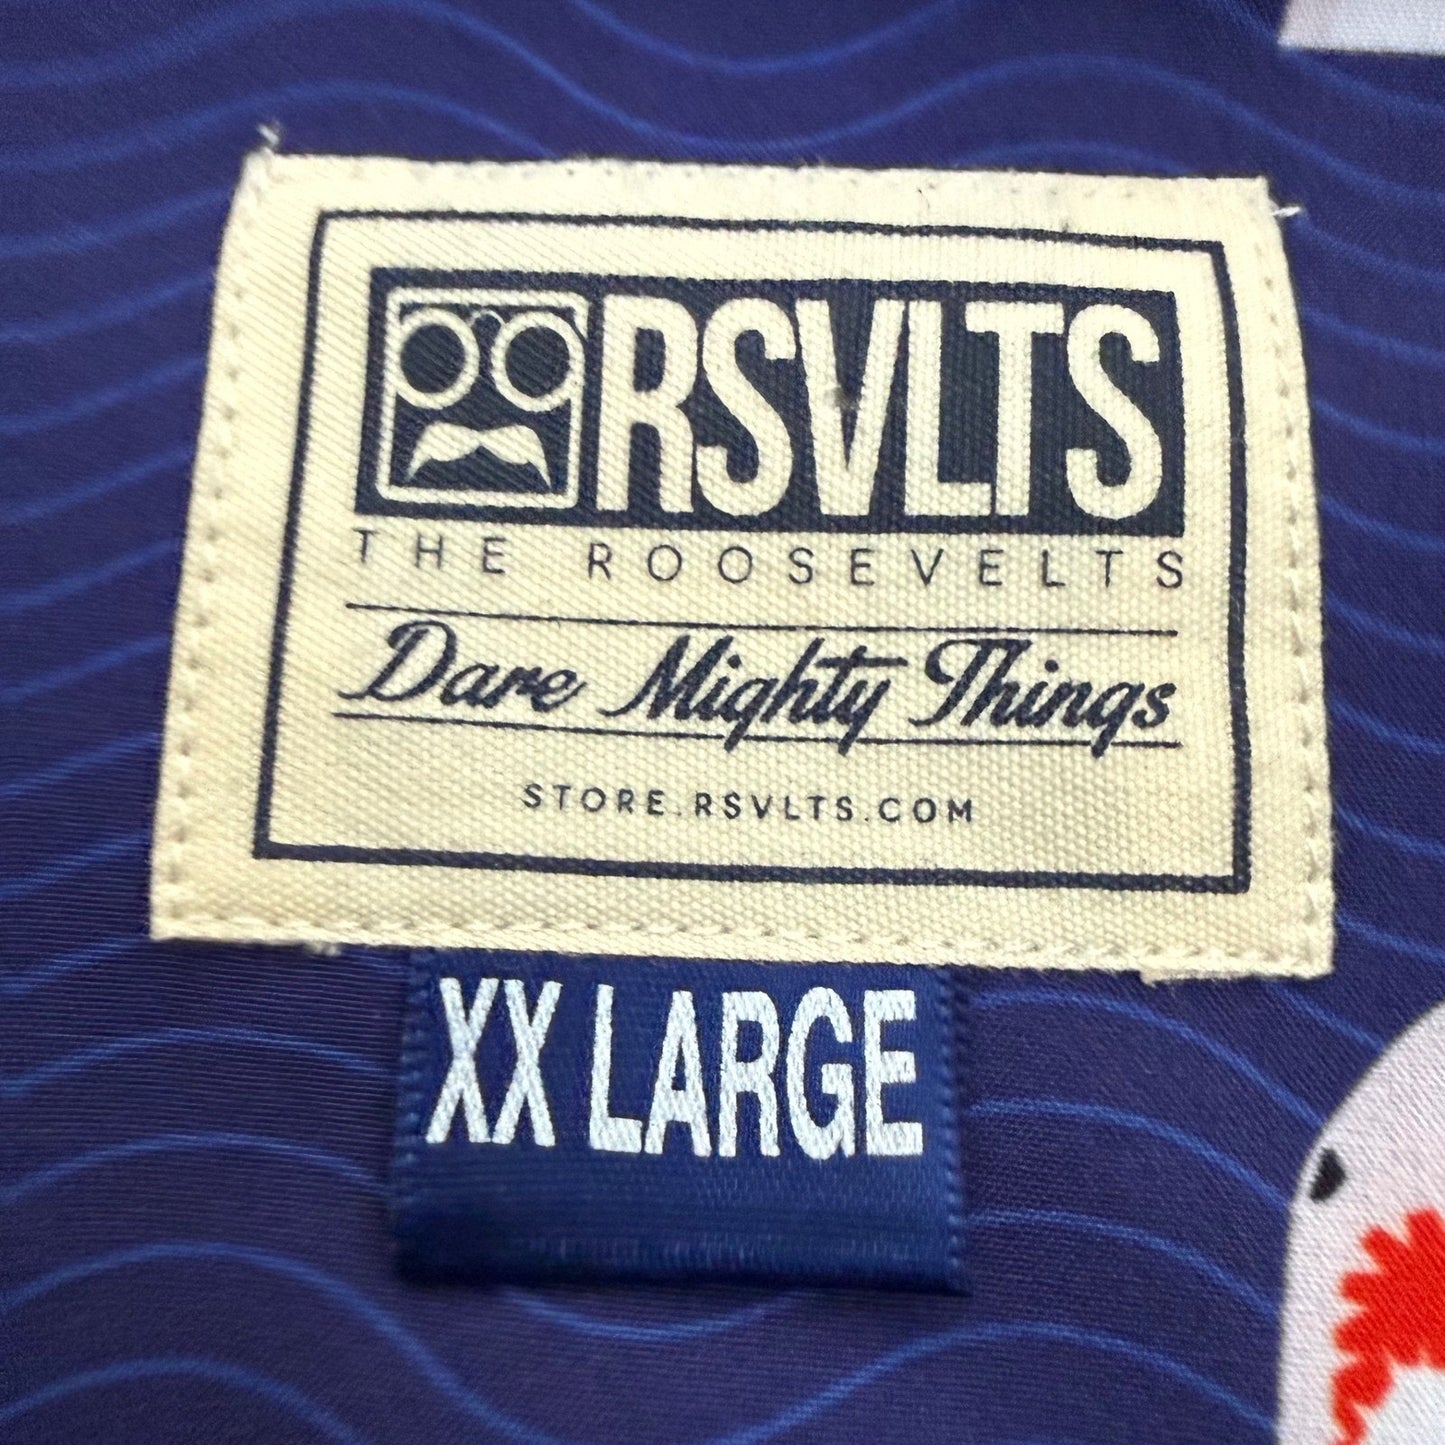 RSVLTS
THE ROOSEVELTS
Dare Mighty Things
STORE.RSVLTS.COM
XX LARGE